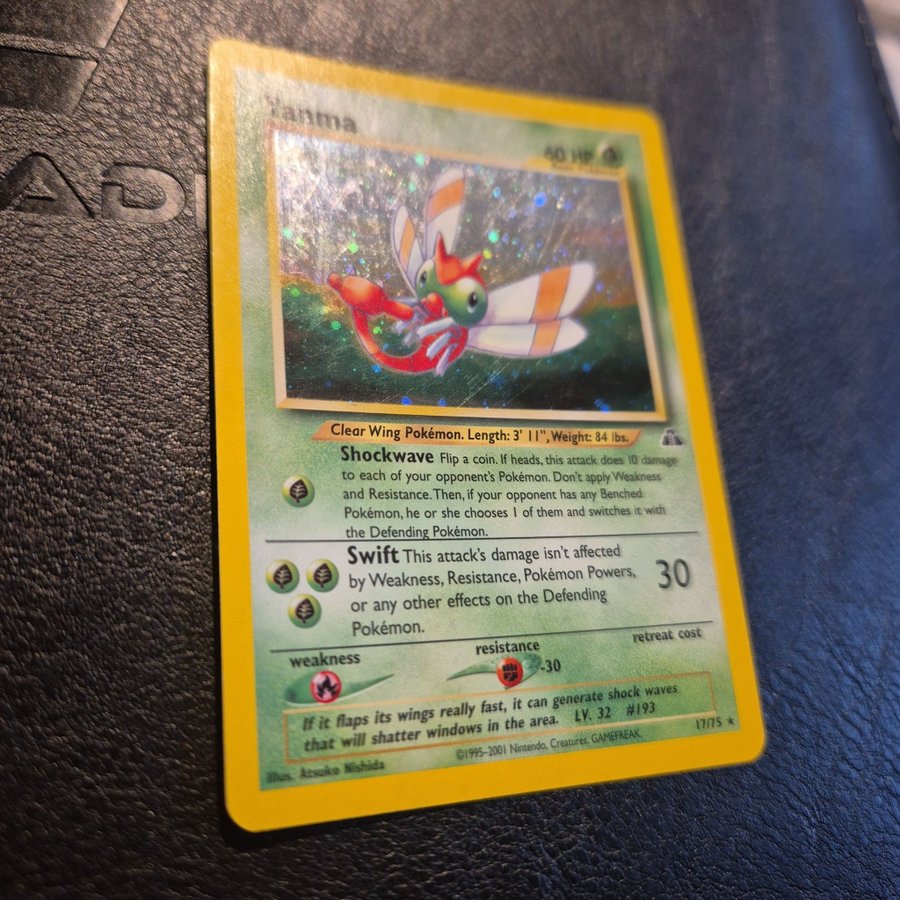 AD
Yanma
60 HP
Clear Wing Pokémon. Length: 3' 11", Weight: 84 lbs.
Shockwave Flip a coin. If heads, this attack does 10 damage
to each of your opponent's Pokémon. Don't apply Weakness
and Resistance. Then, if your opponent has any Benched
Pokémon, he or she chooses 1 of them and switches it with
the Defending Pokémon.
Swift This attack's damage isn't affected
by Weakness, Resistance, Pokémon Powers,
or any other effects on the Defending
Pokémon.
30
weakness
resistance
-30
retreat cost
If it flaps its wings really fast, it can generate shock waves
that will shatter windows in the area. LV. 32 #193
Illus. Atsuko Nishida
©1995-2001 Nintendo, Creatures, GAMEFREAK.
17/75 ★